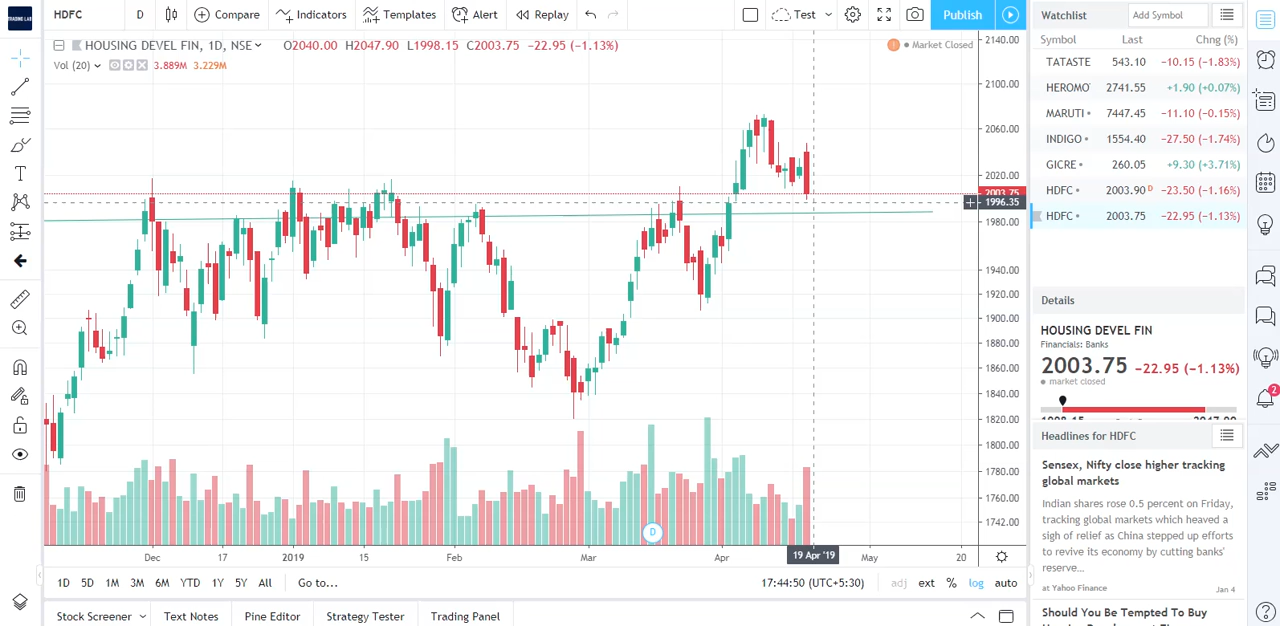 TRADING LAB
HDFC D Compare Indicators Templates Alert Replay Test Publish
HOUSING DEVEL FIN, 1D, NSE O2040.00 H2047.90 L1998.15 C2003.75 −22.95 (−1.13%)
Market Closed
Vol (20) 3.889M 3.229M
2140.00
2100.00
2060.00
2020.00
2003.75
1996.35
1980.00
1940.00
1920.00
1900.00
1880.00
1860.00
1840.00
1820.00
1800.00
1780.00
1760.00
1742.00
D
Dec 17 2019 15 Feb Mar Apr 19 Apr '19 May 20
1D 5D 1M 3M 6M YTD 1Y 5Y All Go to... 17:44:50 (UTC+5:30) adj ext % log auto
Stock Screener Text Notes Pine Editor Strategy Tester Trading Panel
Watchlist Add Symbol
Symbol Last Chng (%)
TATASTE 543.10 −10.15 (−1.83%)
HEROMO 2741.55 +1.90 (+0.07%)
MARUTI 7447.45 −11.10 (−0.15%)
INDIGO 1554.40 −27.50 (−1.74%)
GICRE 260.05 +9.30 (+3.71%)
HDFC 2003.90 D −23.50 (−1.16%)
HDFC 2003.75 −22.95 (−1.13%)
Details
HOUSING DEVEL FIN
Financials: Banks
2003.75 −22.95 (−1.13%)
market closed
Headlines for HDFC
Sensex, Nifty close higher tracking
global markets
Indian shares rose 0.5 percent on Friday,
tracking global markets which heaved a
sigh of relief as China stepped up efforts
to revive its economy by cutting banks'
reserve...
at Yahoo Finance Jan 4
Should You Be Tempted To Buy
2